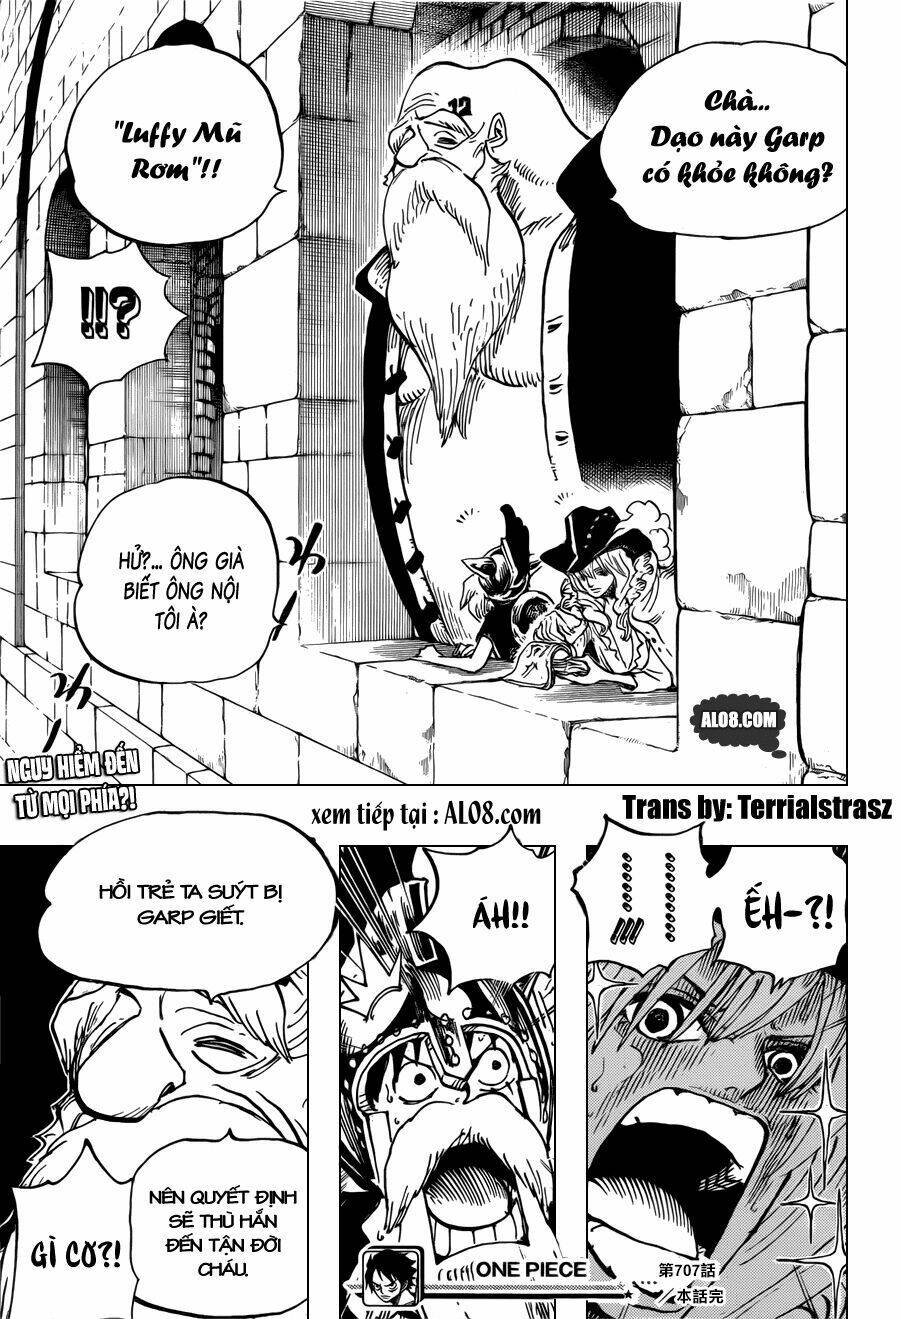 Chà...
Dạo này Garp
có khỏe không?
12
"Luffy Mũ
Rơm"!!
!!?
HỬ?... ÔNG GIÀ
BIẾT ÔNG NỘI
TÔI À?
AL08.COM
NGUY HIỂM ĐẾN
TỪ MỌI PHÍA?!
xem tiếp tại : AL08.com
Trans by: Terrialstrasz
ẾH-?!
!!!
ÁH!!
HỒI TRẺ TA SUÝT BỊ
GARP GIẾT.
NÊN QUYẾT ĐỊNH
SẼ THÙ HẮN
ĐẾN TẬN ĐỜI
CHÁU.
GÌ CƠ?!
ONE PIECE
第707話
本話完